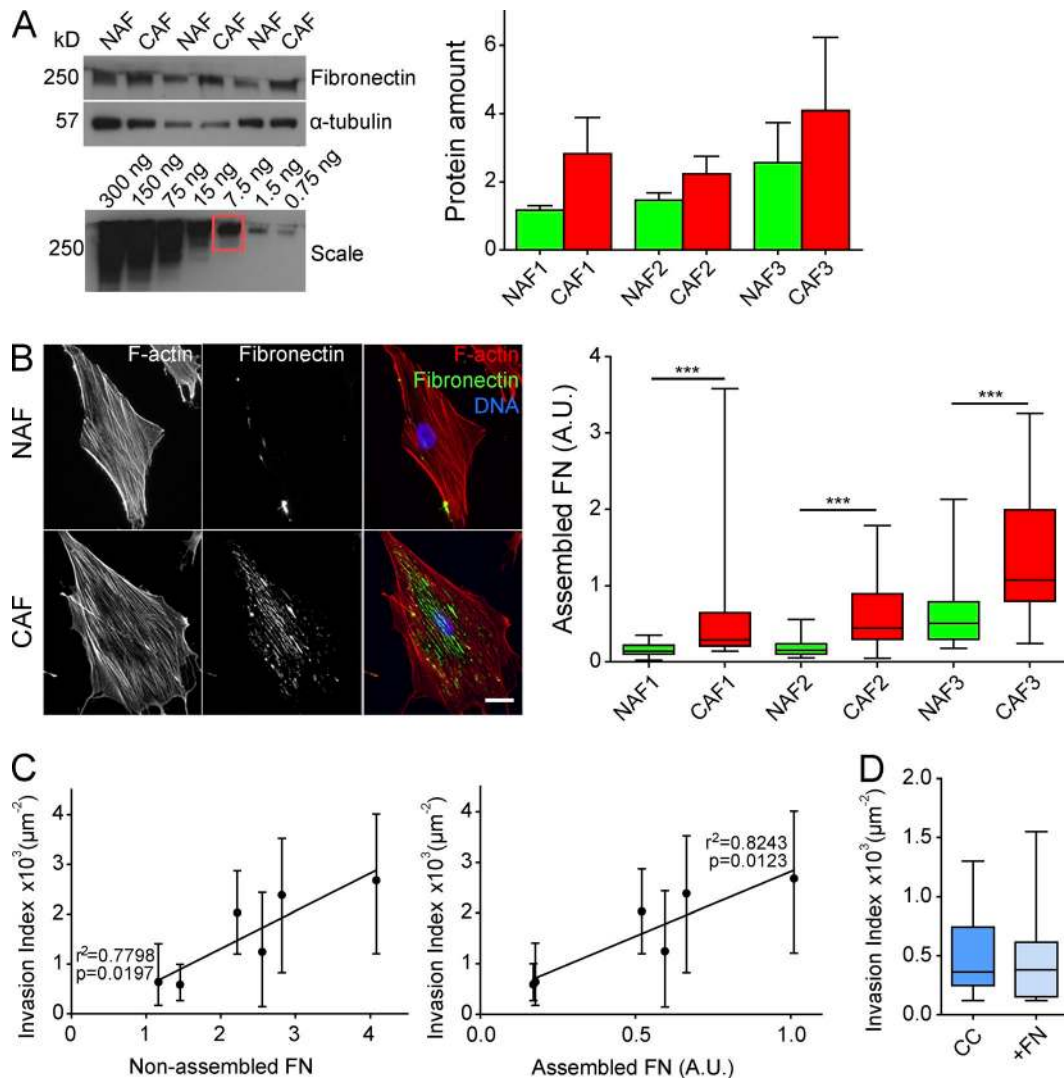 A
kD NAF CAF NAF CAF NAF CAF
250 Fibronectin
57 α-tubulin
300 ng 150 ng 75 ng 15 ng 7.5 ng 1.5 ng 0.75 ng
250 Scale
Protein amount
6
4
2
0
NAF1 CAF1 NAF2 CAF2 NAF3 CAF3
B
F-actin Fibronectin F-actin
Fibronectin
DNA
NAF
CAF
Assembled FN (A.U.)
4
3
2
1
0
*** *** ***
NAF1 CAF1 NAF2 CAF2 NAF3 CAF3
C
Invasion Index x10³(µm⁻²)
4
3
2
1
0
r²=0.7798
p=0.0197
0 1 2 3 4
Non-assembled FN
Invasion Index x10³(µm⁻²)
4
3
2
1
0
r²=0.8243
p=0.0123
0.0 0.5 1.0
Assembled FN (A.U.)
D
Invasion Index x10³(µm⁻²)
2.0
1.5
1.0
0.5
0.0
CC +FN